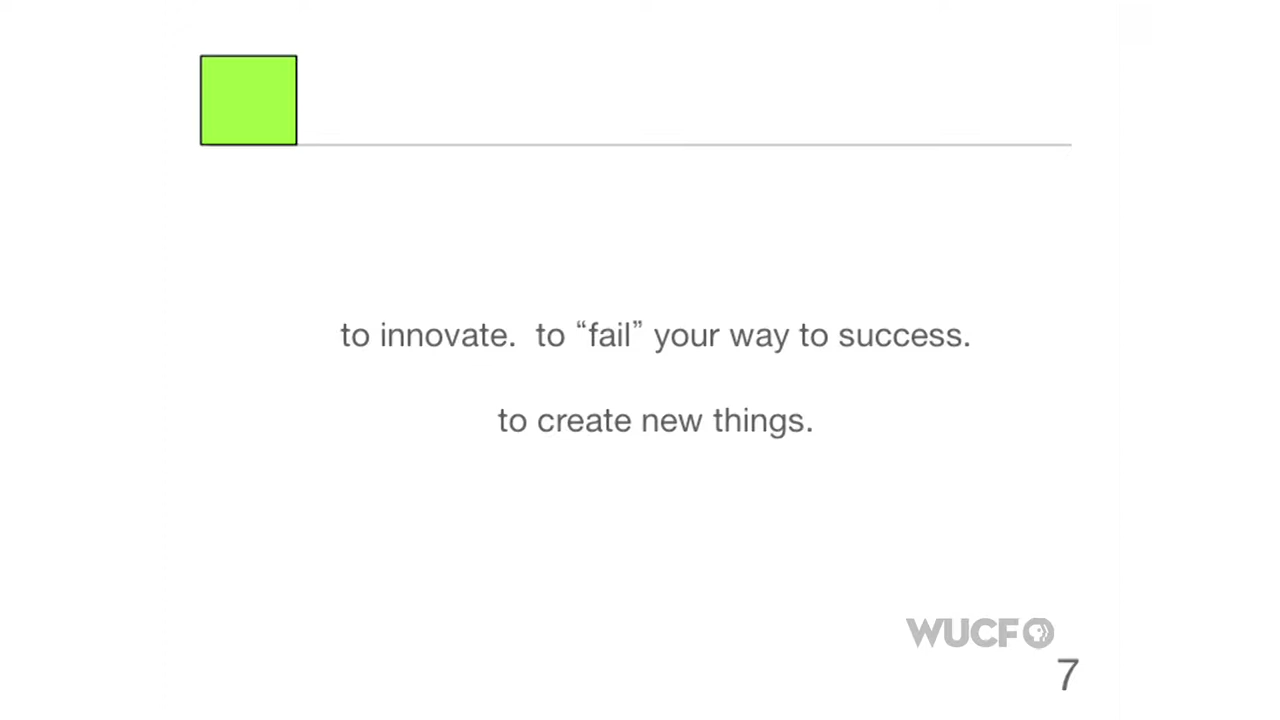 to innovate.  to “fail” your way to success.
to create new things.
WUCF
7